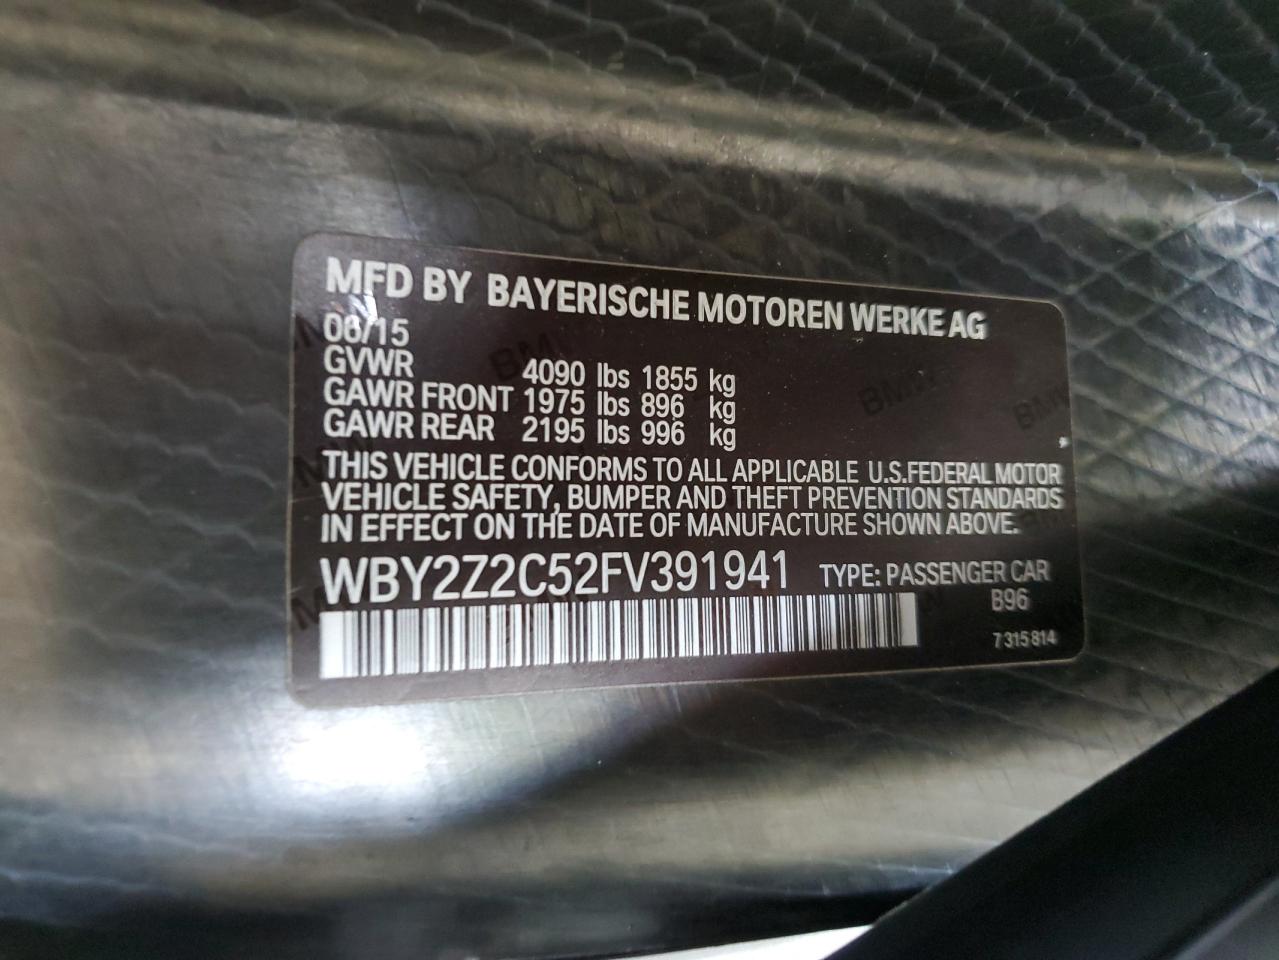 MFD BY BAYERISCHE MOTOREN WERKE AG
06/15
GVWR 4090 lbs 1855 kg
GAWR FRONT 1975 lbs 896 kg
GAWR REAR 2195 lbs 996 kg
THIS VEHICLE CONFORMS TO ALL APPLICABLE U.S.FEDERAL MOTOR
VEHICLE SAFETY, BUMPER AND THEFT PREVENTION STANDARDS
IN EFFECT ON THE DATE OF MANUFACTURE SHOWN ABOVE.
WBY2Z2C52FV391941 TYPE: PASSENGER CAR
B96
7 315 814